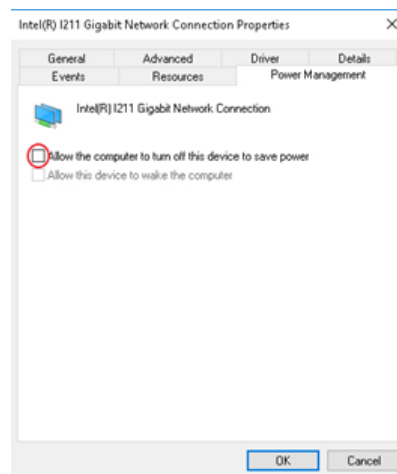 Intel(R) I211 Gigabit Network Connection Properties
General Advanced Driver Details
Events Resources Power Management
Intel(R) I211 Gigabit Network Connection
Allow the computer to turn off this device to save power
Allow this device to wake the computer
OK Cancel